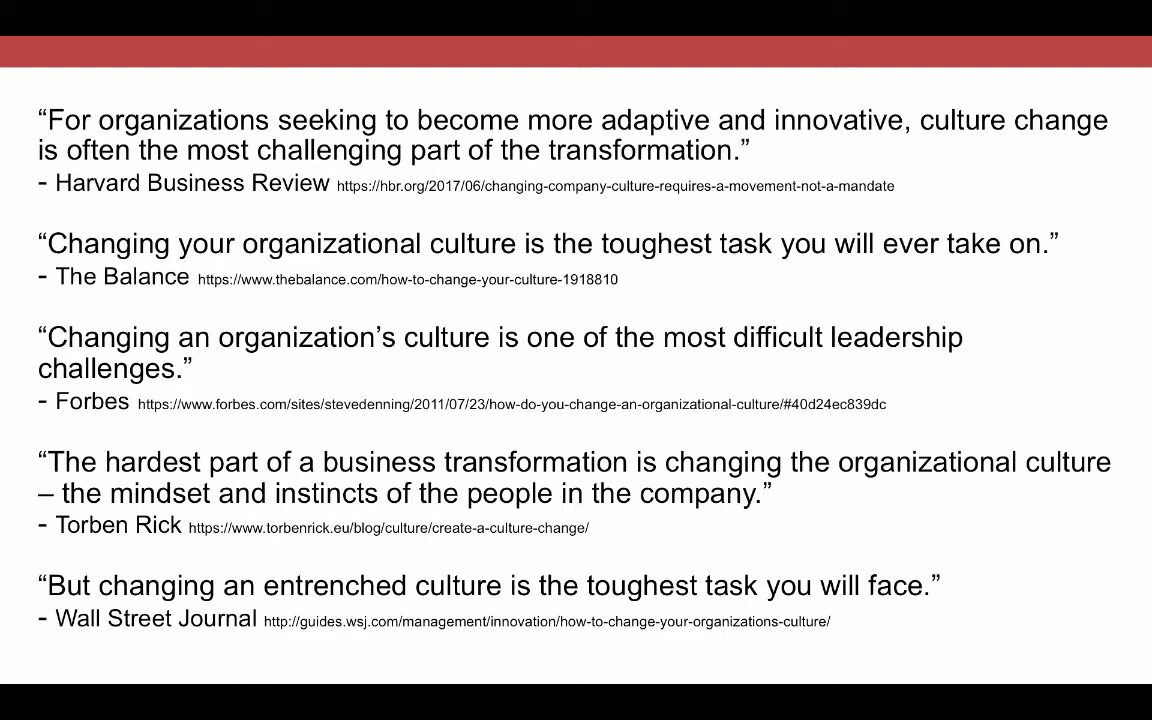 “For organizations seeking to become more adaptive and innovative, culture change
is often the most challenging part of the transformation.”
- Harvard Business Review https://hbr.org/2017/06/changing-company-culture-requires-a-movement-not-a-mandate
“Changing your organizational culture is the toughest task you will ever take on.”
- The Balance https://www.thebalance.com/how-to-change-your-culture-1918810
“Changing an organization’s culture is one of the most difficult leadership
challenges.”
- Forbes https://www.forbes.com/sites/stevedenning/2011/07/23/how-do-you-change-an-organizational-culture/#40d24ec839dc
“The hardest part of a business transformation is changing the organizational culture
– the mindset and instincts of the people in the company.”
- Torben Rick https://www.torbenrick.eu/blog/culture/create-a-culture-change/
“But changing an entrenched culture is the toughest task you will face.”
- Wall Street Journal http://guides.wsj.com/management/innovation/how-to-change-your-organizations-culture/